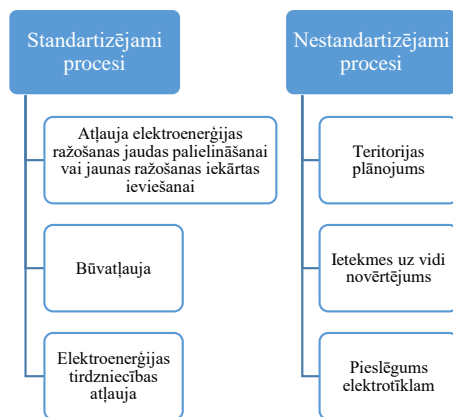 Standartizējami
procesi
Atļauja elektroenerģijas
ražošanas jaudas palielināšanai
vai jaunas ražošanas iekārtas
ieviešanai
Būvatļauja
Elektroenerģijas
tirdzniecības
atļauja
Nestandartizējami
procesi
Teritorijas
plānojums
Ietekmes uz vidi
novērtējums
Pieslēgums
elektrotīklam